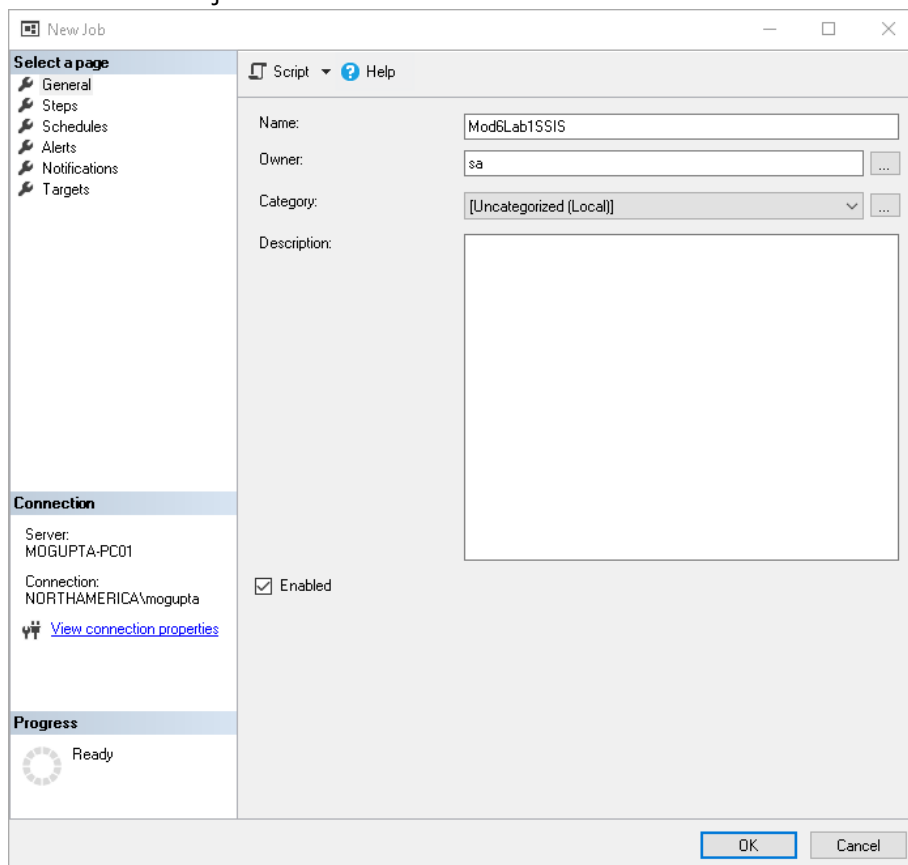 New Job
Select a page
General
Steps
Schedules
Alerts
Notifications
Targets
Script
Help
Name:
Mod6Lab1SSIS
Owner:
sa
...
Category:
[Uncategorized (Local)]
...
Description:
Enabled
Connection
Server:
MOGUPTA-PC01
Connection:
NORTHAMERICA\mogupta
View connection properties
Progress
Ready
OK
Cancel